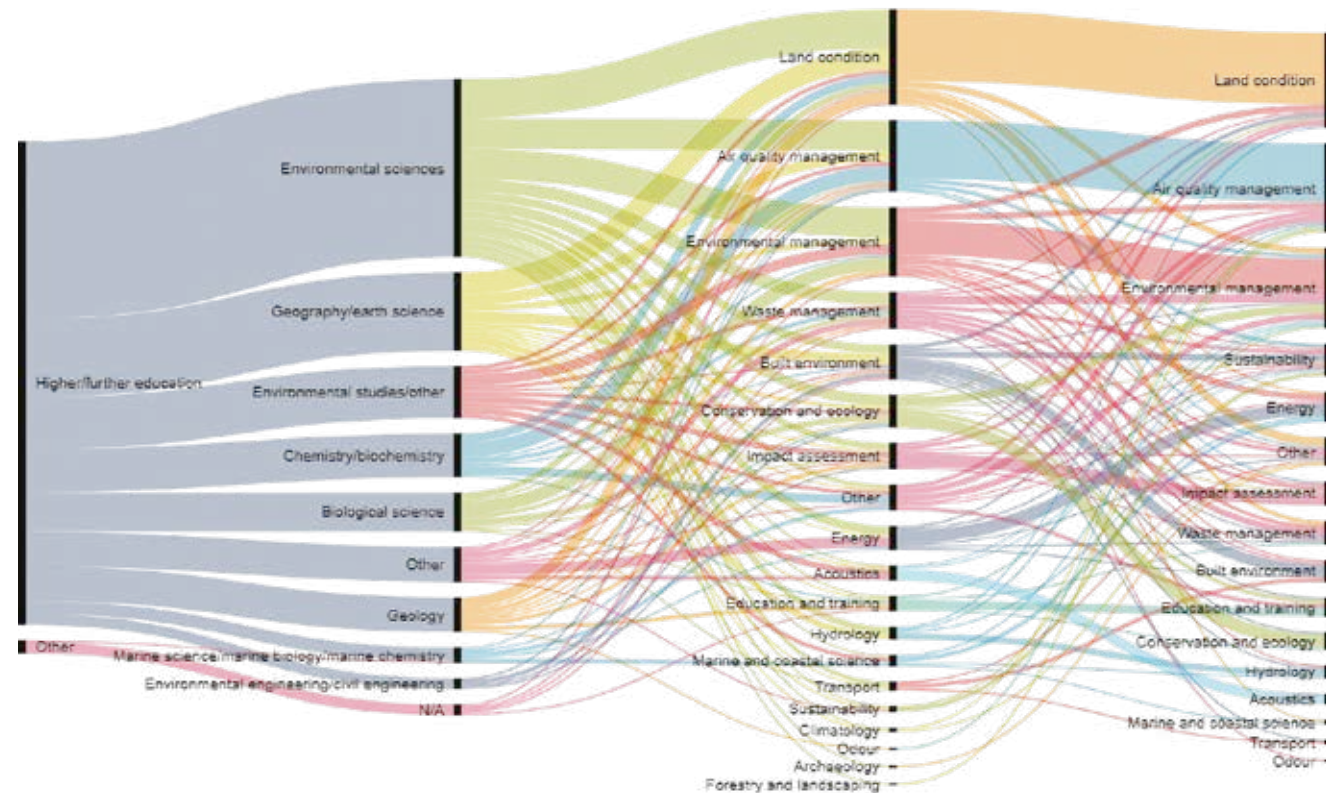 Higher/further education
Other
Environmental sciences
Geography/earth science
Environmental studies/other
Chemistry/biochemistry
Biological science
Other
Geology
Marine science/marine biology/marine chemistry
Environmental engineering/civil engineering
N/A
Land condition
Air quality management
Environmental management
Waste management
Built environment
Conservation and ecology
Impact assessment
Other
Energy
Acoustics
Education and training
Hydrology
Marine and coastal science
Transport
Sustainability
Climatology
Odour
Archaeology
Forestry and landscaping
Land condition
Air quality management
Environmental management
Sustainability
Energy
Other
Impact assessment
Waste management
Built environment
Education and training
Conservation and ecology
Hydrology
Acoustics
Marine and coastal science
Transport
Odour